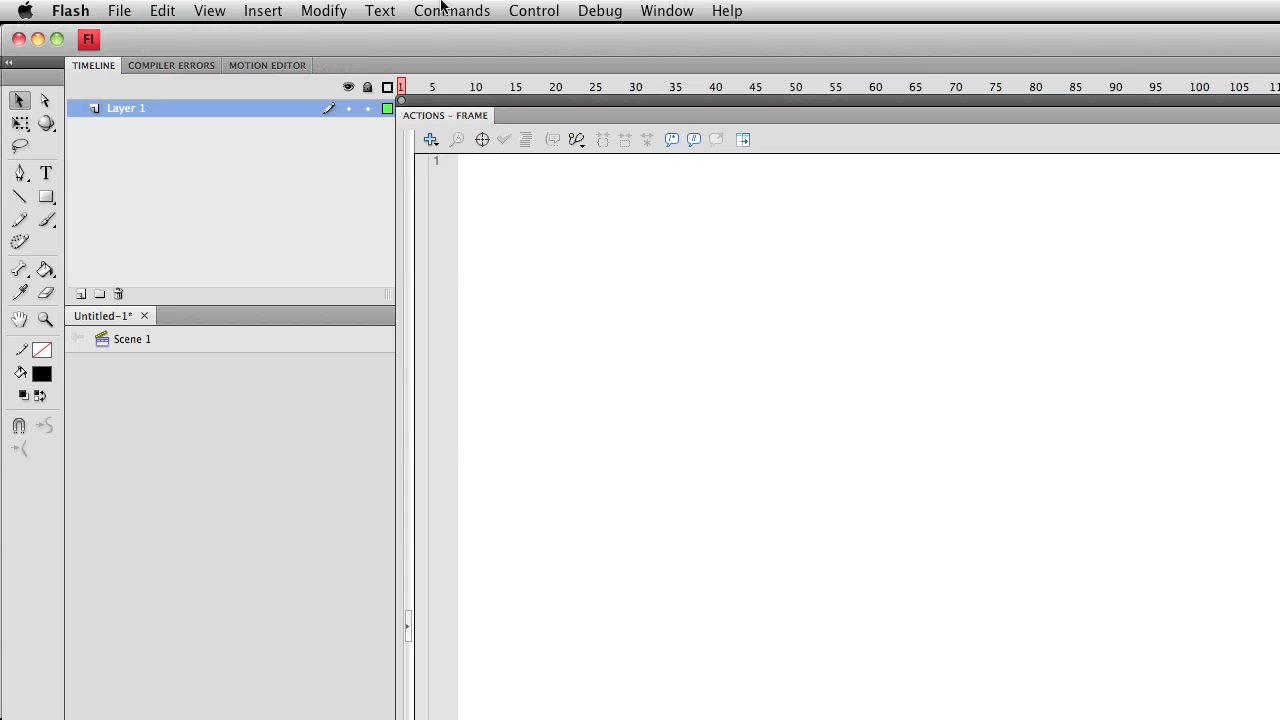 Flash File Edit View Insert Modify Text Commands Control Debug Window Help
Fl
TIMELINE COMPILER ERRORS MOTION EDITOR
1 5 10 15 20 25 30 35 40 45 50 55 60 65 70 75 80 85 90 95 100 105
Layer 1
ACTIONS – FRAME
1
T
Untitled-1*
Scene 1